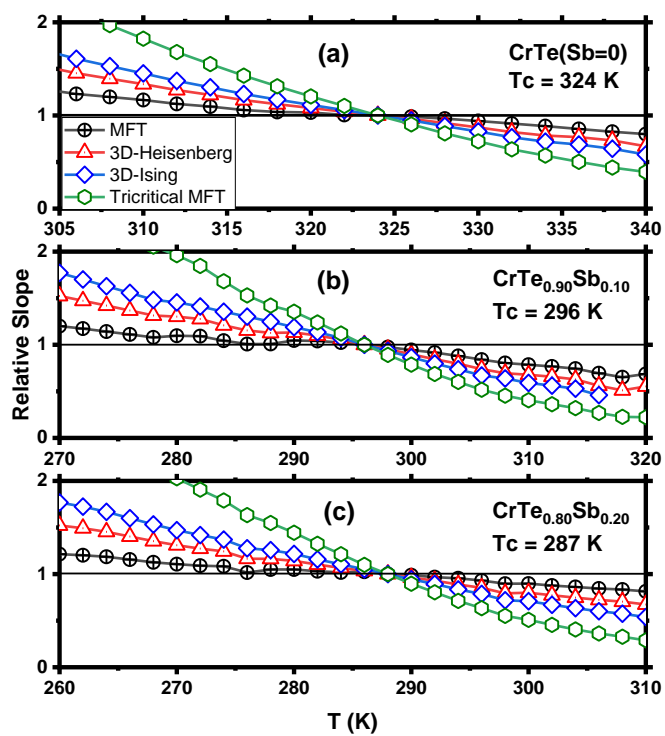 (a)
CrTe(Sb=0)
Tc = 324 K
MFT
3D-Heisenberg
3D-Ising
Tricritical MFT
2
1
0
305 310 315 320 325 330 335 340
(b)
CrTe₀.₉₀Sb₀.₁₀
Tc = 296 K
2
1
0
270 280 290 300 310 320
Relative Slope
(c)
CrTe₀.₈₀Sb₀.₂₀
Tc = 287 K
2
1
0
260 270 280 290 300 310
T (K)